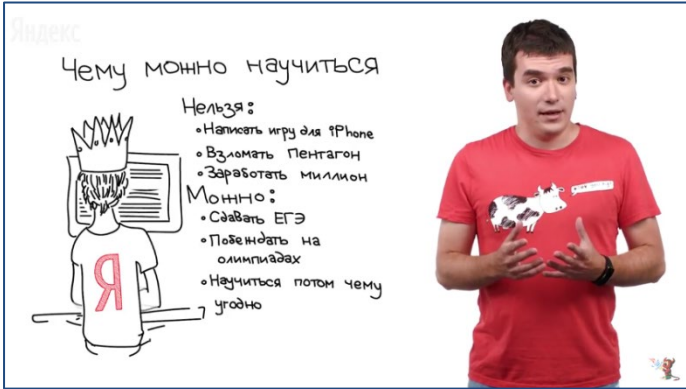 Яндекс
Чему можно научиться
Нельзя:
• Написать игру для iPhone
• Взломать Пентагон
• Заработать миллион
Можно:
• Сдавать ЕГЭ
• Побеждать на
олимпиадах
• Научиться потом чему
угодно
Я